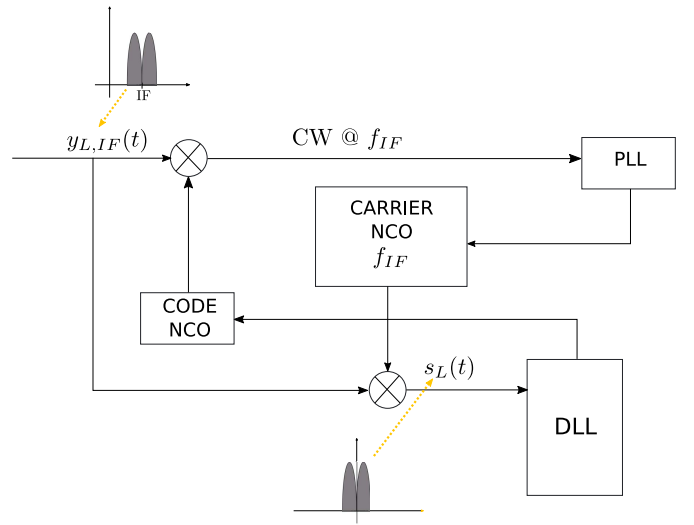 IF
y_{L,IF}(t)
CW @ f_{IF}
PLL
CARRIER
NCO
f_{IF}
CODE
NCO
s_L(t)
DLL